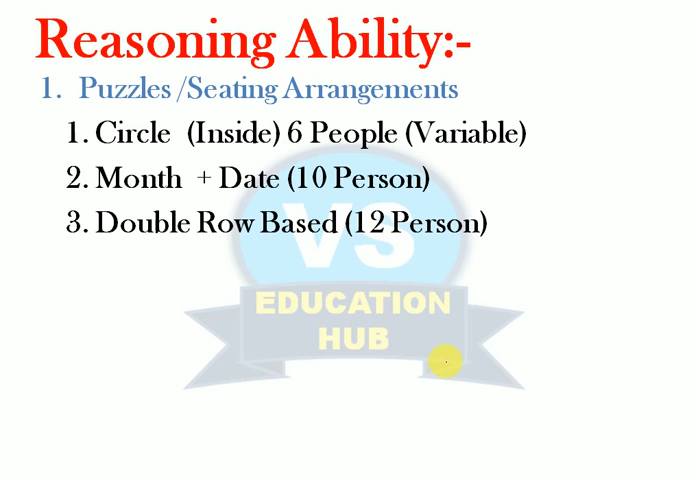 Reasoning Ability:-
1. Puzzles /Seating Arrangements
1. Circle (Inside) 6 People (Variable)
2. Month + Date (10 Person)
3. Double Row Based (12 Person)
VS
EDUCATION
HUB